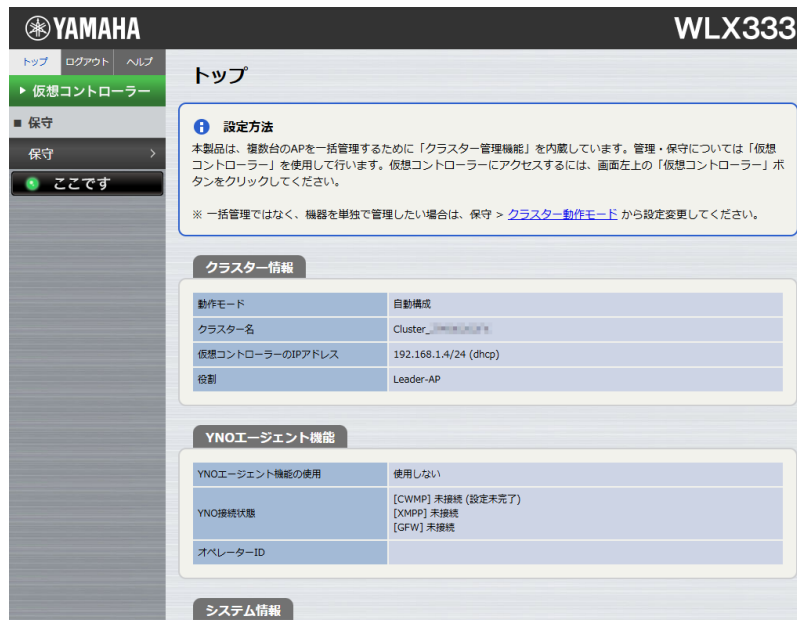 YAMAHA
WLX333
トップ ログアウト ヘルプ
仮想コントローラー
保守
保守
ここです
トップ
設定方法
本製品は、複数台のAPを一括管理するために「クラスター管理機能」を内蔵しています。管理・保守については「仮想
コントローラー」を使用して行います。仮想コントローラーにアクセスするには、画面左上の「仮想コントローラー」ボ
タンをクリックしてください。
※ 一括管理ではなく、機器を単独で管理したい場合は、保守 > クラスター動作モード から設定変更してください。
クラスター情報
動作モード 自動構成
クラスター名 Cluster_
仮想コントローラーのIPアドレス 192.168.1.4/24 (dhcp)
役割 Leader-AP
YNOエージェント機能
YNOエージェント機能の使用 使用しない
YNO接続状態
[CWMP] 未接続 (設定未完了)
[XMPP] 未接続
[GFW] 未接続
オペレーターID
システム情報